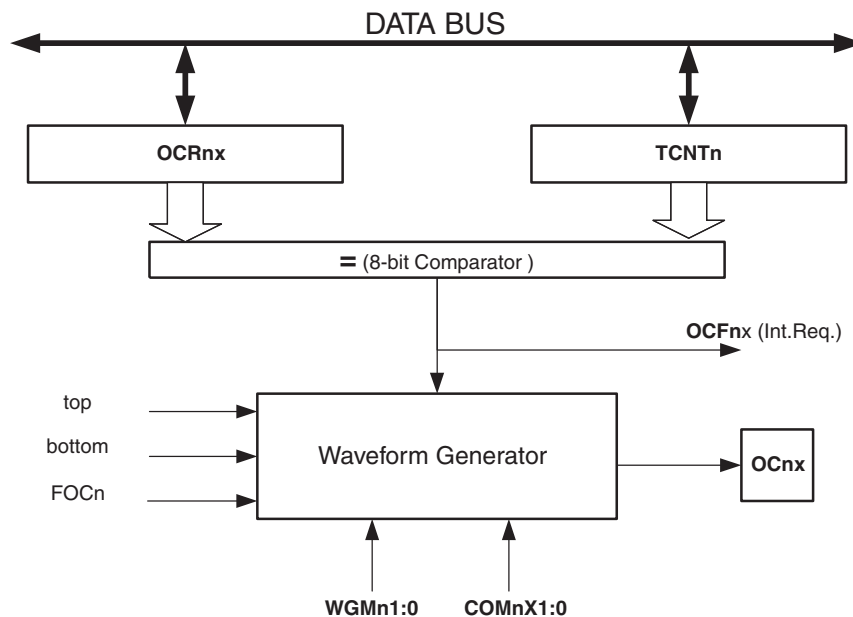 DATA BUS
OCRnx
TCNTn
= (8-bit Comparator )
OCFnx (Int.Req.)
top
bottom
FOCn
Waveform Generator
OCnx
WGMn1:0
COMnX1:0